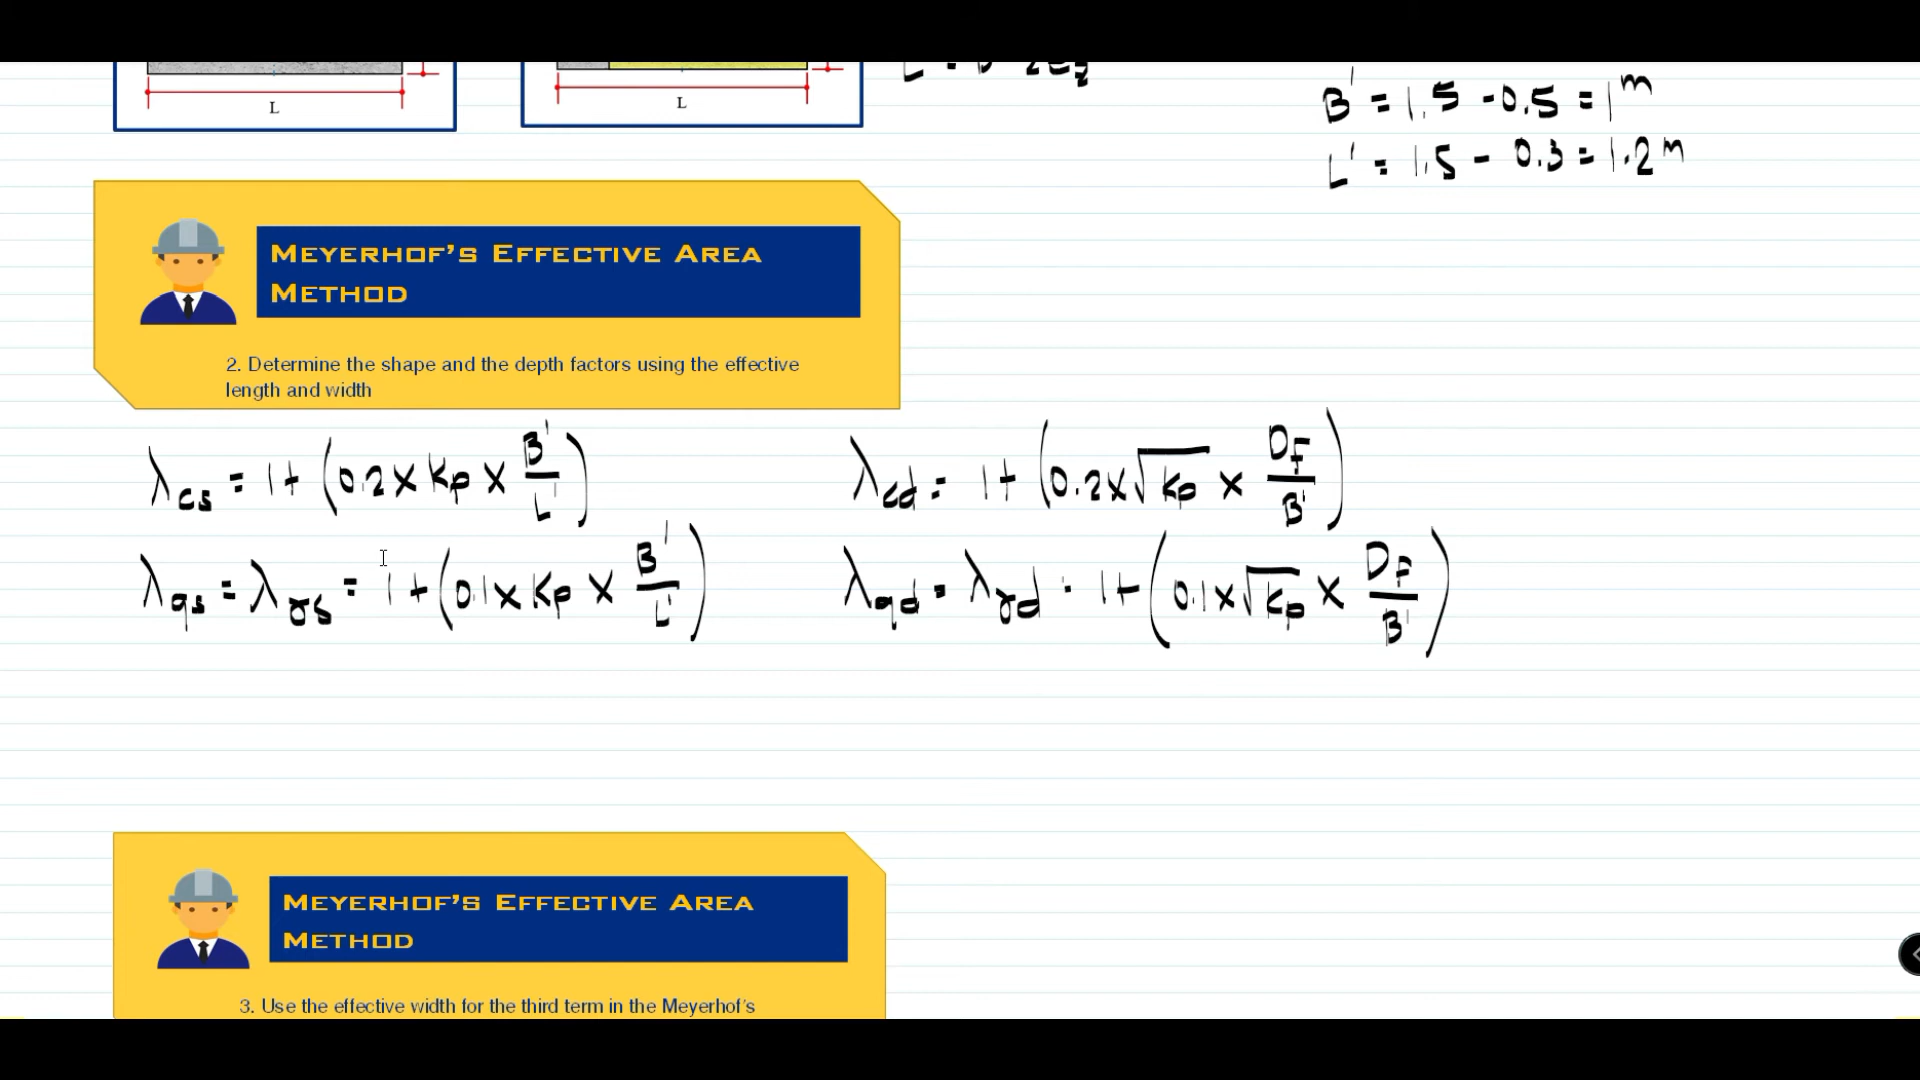 L
L
B' = 1.5 - 0.5 = 1 m
L' = 1.5 - 0.3 = 1.2 m
MEYERHOF'S EFFECTIVE AREA
METHOD
2. Determine the shape and the depth factors using the effective
length and width
λcs = 1 + (0.2 × Kp × B'/L')
λcd = 1 + (0.2 × √Kp × Df/B')
λqs = λγs = 1 + (0.1 × Kp × B'/L')
λqd = λγd = 1 + (0.1 × √Kp × Df/B')
MEYERHOF'S EFFECTIVE AREA
METHOD
3. Use the effective width for the third term in the Meyerhof's